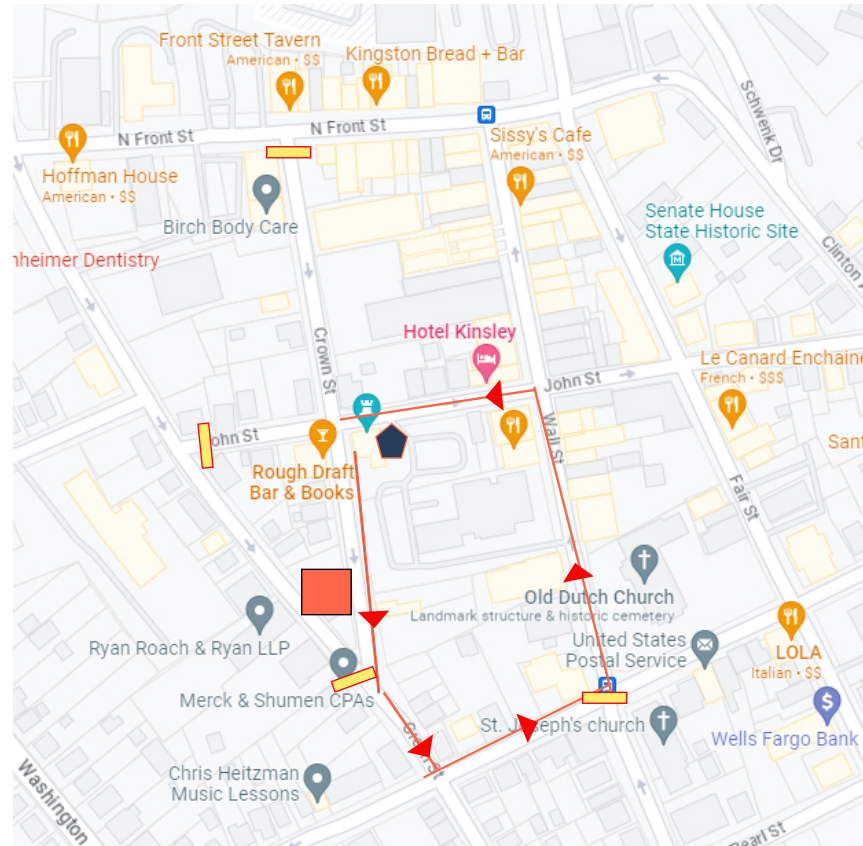 Front Street Tavern
American • $$
Kingston Bread + Bar
N Front St
N Front St
Schwenk Dr
Hoffman House
American • $$
Sissy's Cafe
American • $$
Birch Body Care
Senate House
State Historic Site
Clinton A
nheimer Dentistry
Crown St
Hotel Kinsley
John St
Le Canard Enchaine
French • $$$
ohn St
Wall St
Rough Draft
Bar & Books
Sant
Fair St
Old Dutch Church
Landmark structure & historic cemetery
Ryan Roach & Ryan LLP
United States
Postal Service
LOLA
Italian • $$
Merck & Shumen CPAs
St. Joseph's church
Wells Fargo Bank
Chris Heitzman
Music Lessons
Washington
Pearl St